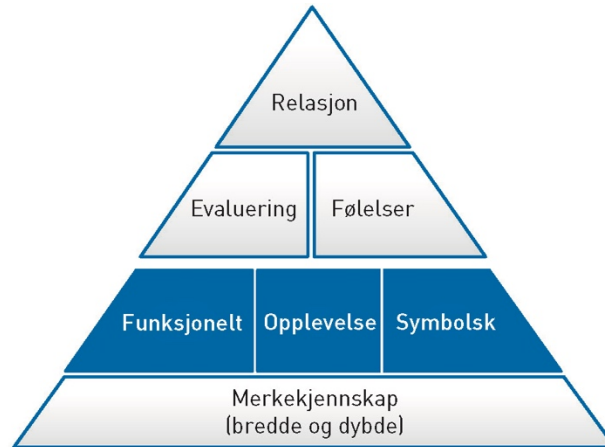 Relasjon
Evaluering
Følelser
Funksjonelt
Opplevelse
Symbolsk
Merkekjennskap
(bredde og dybde)